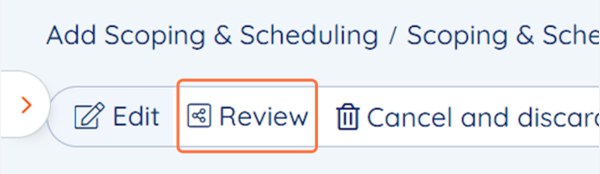 Add Scoping & Scheduling / Scoping & Sche
Edit Review Cancel and discard